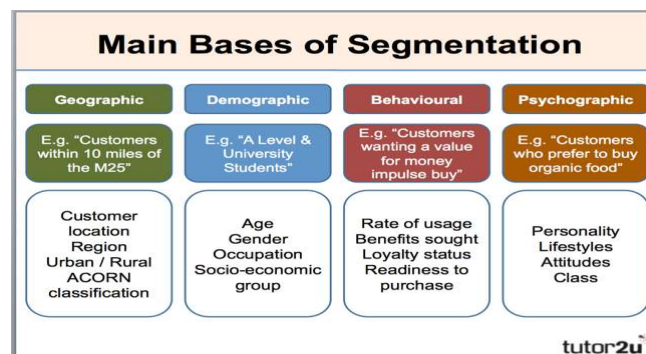 Main Bases of Segmentation
Geographic
Demographic
Behavioural
Psychographic
E.g. “Customers
within 10 miles of
the M25”
E.g. “A Level &
University
Students”
E.g. “Customers
wanting a value
for money
impulse buy”
E.g. “Customers
who prefer to buy
organic food”
Customer
location
Region
Urban / Rural
ACORN
classification
Age
Gender
Occupation
Socio-economic
group
Rate of usage
Benefits sought
Loyalty status
Readiness to
purchase
Personality
Lifestyles
Attitudes
Class
tutor2u